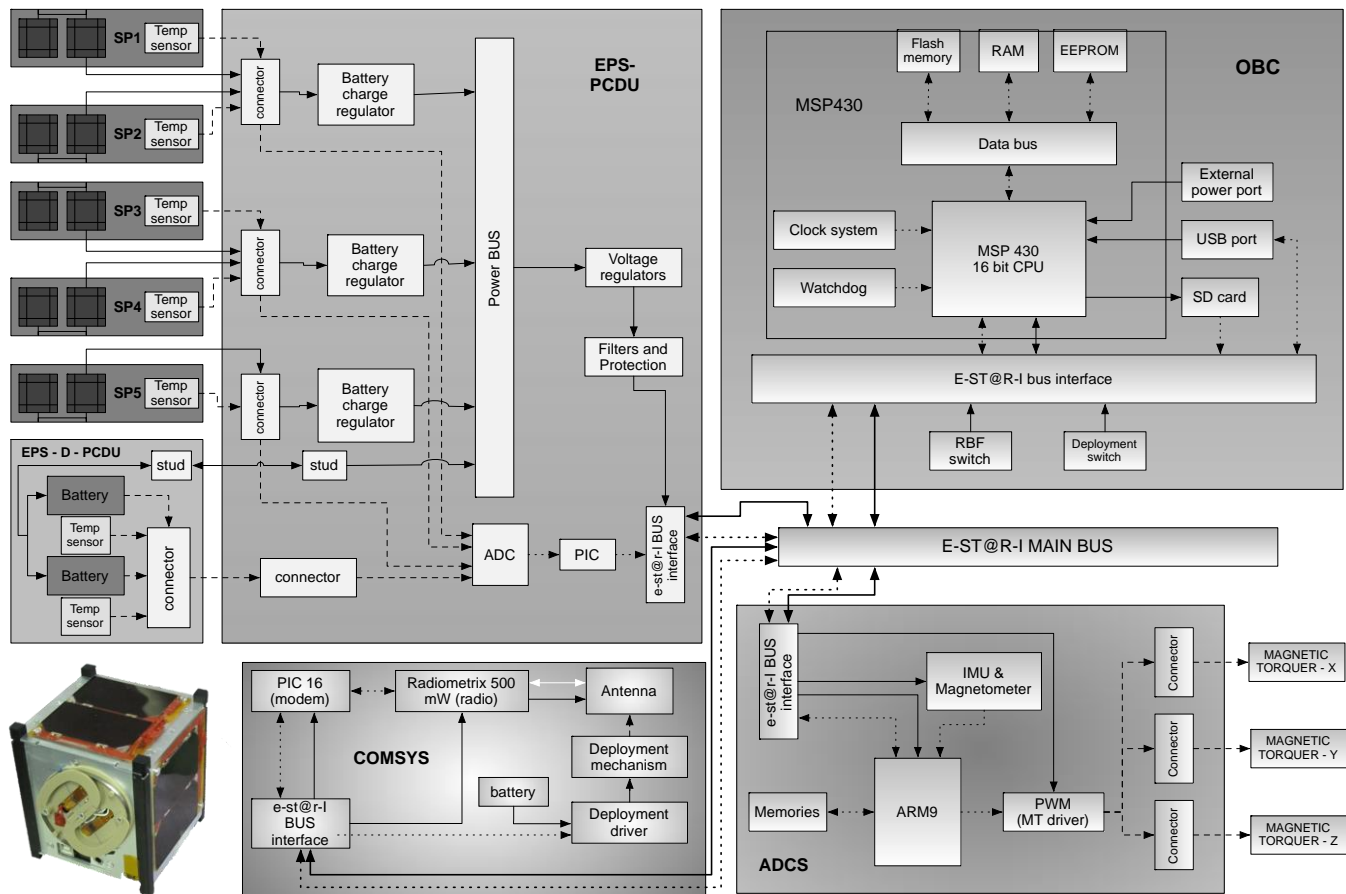 SP1
Temp
sensor
SP2
Temp
sensor
SP3
Temp
sensor
SP4
Temp
sensor
SP5
Temp
sensor
EPS - D - PCDU
stud
Battery
Temp
sensor
Battery
Temp
sensor
connector
EPS-
PCDU
connector
Battery
charge
regulator
connector
Battery
charge
regulator
connector
Battery
charge
regulator
stud
connector
Power BUS
ADC
PIC
Voltage
regulators
Filters and
Protection
e-st@r-I BUS
interface
OBC
MSP430
Flash
memory
RAM
EEPROM
Data bus
Clock system
Watchdog
MSP 430
16 bit CPU
External
power port
USB port
SD card
E-ST@R-I bus interface
RBF
switch
Deployment
switch
E-ST@R-I MAIN BUS
COMSYS
PIC 16
(modem)
Radiometrix 500
mW (radio)
Antenna
Deployment
mechanism
battery
Deployment
driver
e-st@r-I
BUS
interface
ADCS
e-st@r-I BUS
interface
IMU &
Magnetometer
Memories
ARM9
PWM
(MT driver)
Connector
Connector
Connector
MAGNETIC
TORQUER - X
MAGNETIC
TORQUER - Y
MAGNETIC
TORQUER - Z